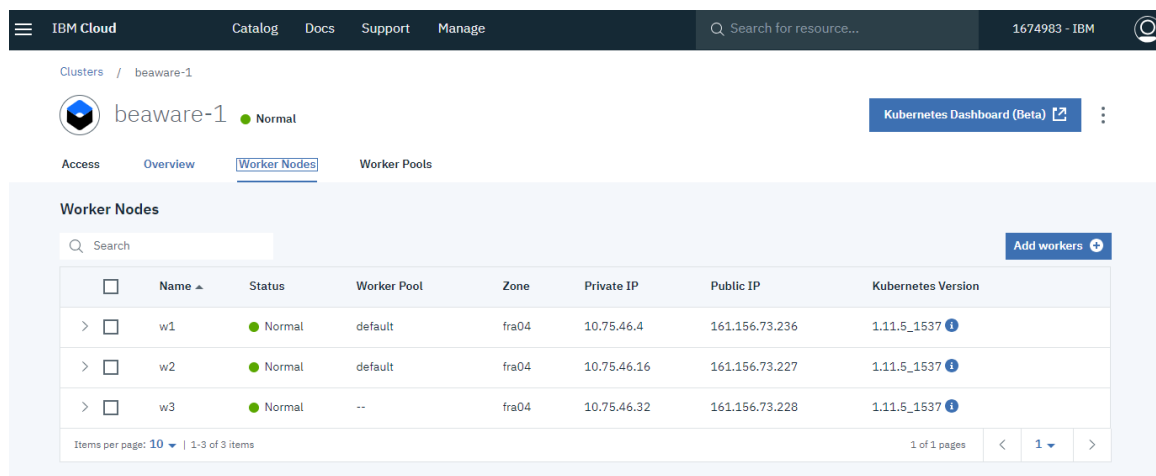 IBM Cloud Catalog Docs Support Manage Search for resource... 1674983 - IBM
Clusters / beaware-1
beaware-1 Normal Kubernetes Dashboard (Beta)
Access Overview Worker Nodes Worker Pools
Worker Nodes
Search Add workers
Name Status Worker Pool Zone Private IP Public IP Kubernetes Version
w1 Normal default fra04 10.75.46.4 161.156.73.236 1.11.5_1537
w2 Normal default fra04 10.75.46.16 161.156.73.227 1.11.5_1537
w3 Normal -- fra04 10.75.46.32 161.156.73.228 1.11.5_1537
Items per page: 10 | 1-3 of 3 items 1 of 1 pages < 1 >